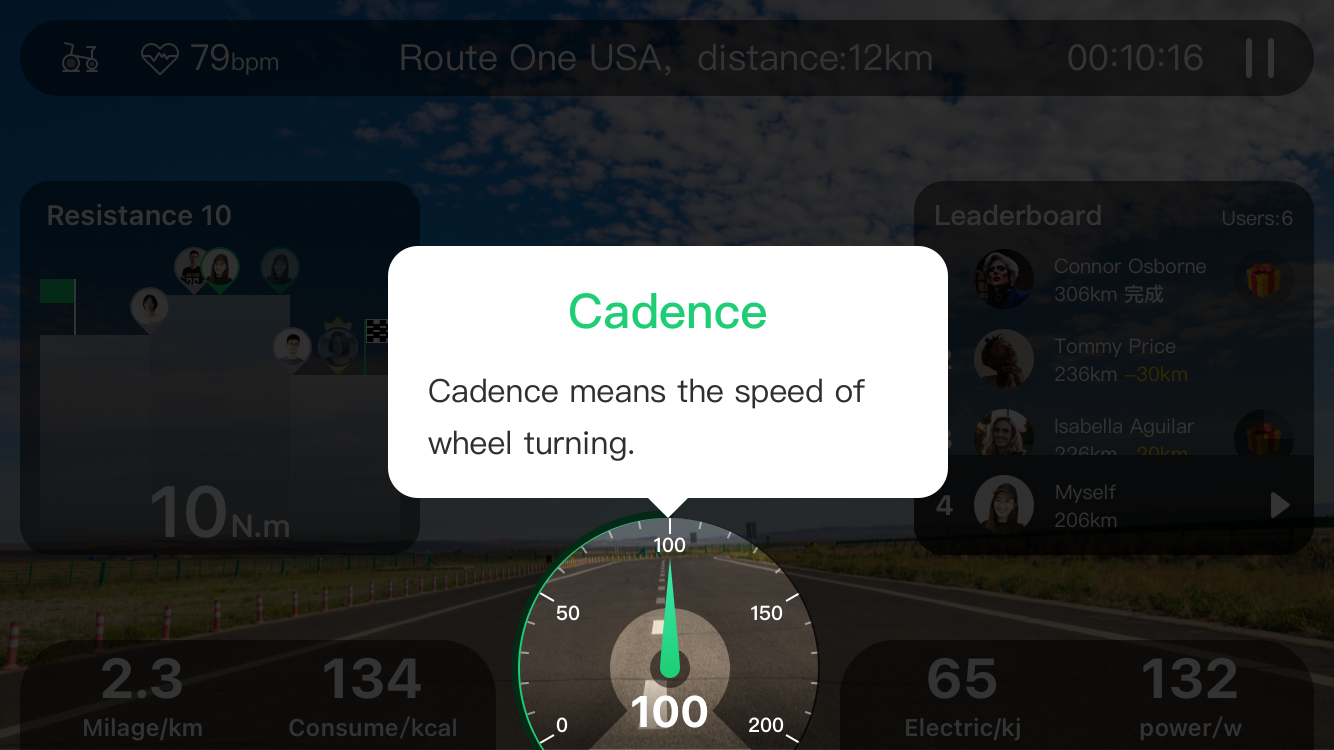 79bpm
Route One USA, distance:12km
00:10:16
Resistance 10
10N.m
Leaderboard
Users:6
Connor Osborne
306km 完成
Tommy Price
236km -30km
Isabella Aguilar
226km -20km
4
Myself
206km
Cadence
Cadence means the speed of
wheel turning.
100
50
150
0
200
100
2.3
Milage/km
134
Consume/kcal
65
Electric/kj
132
power/w